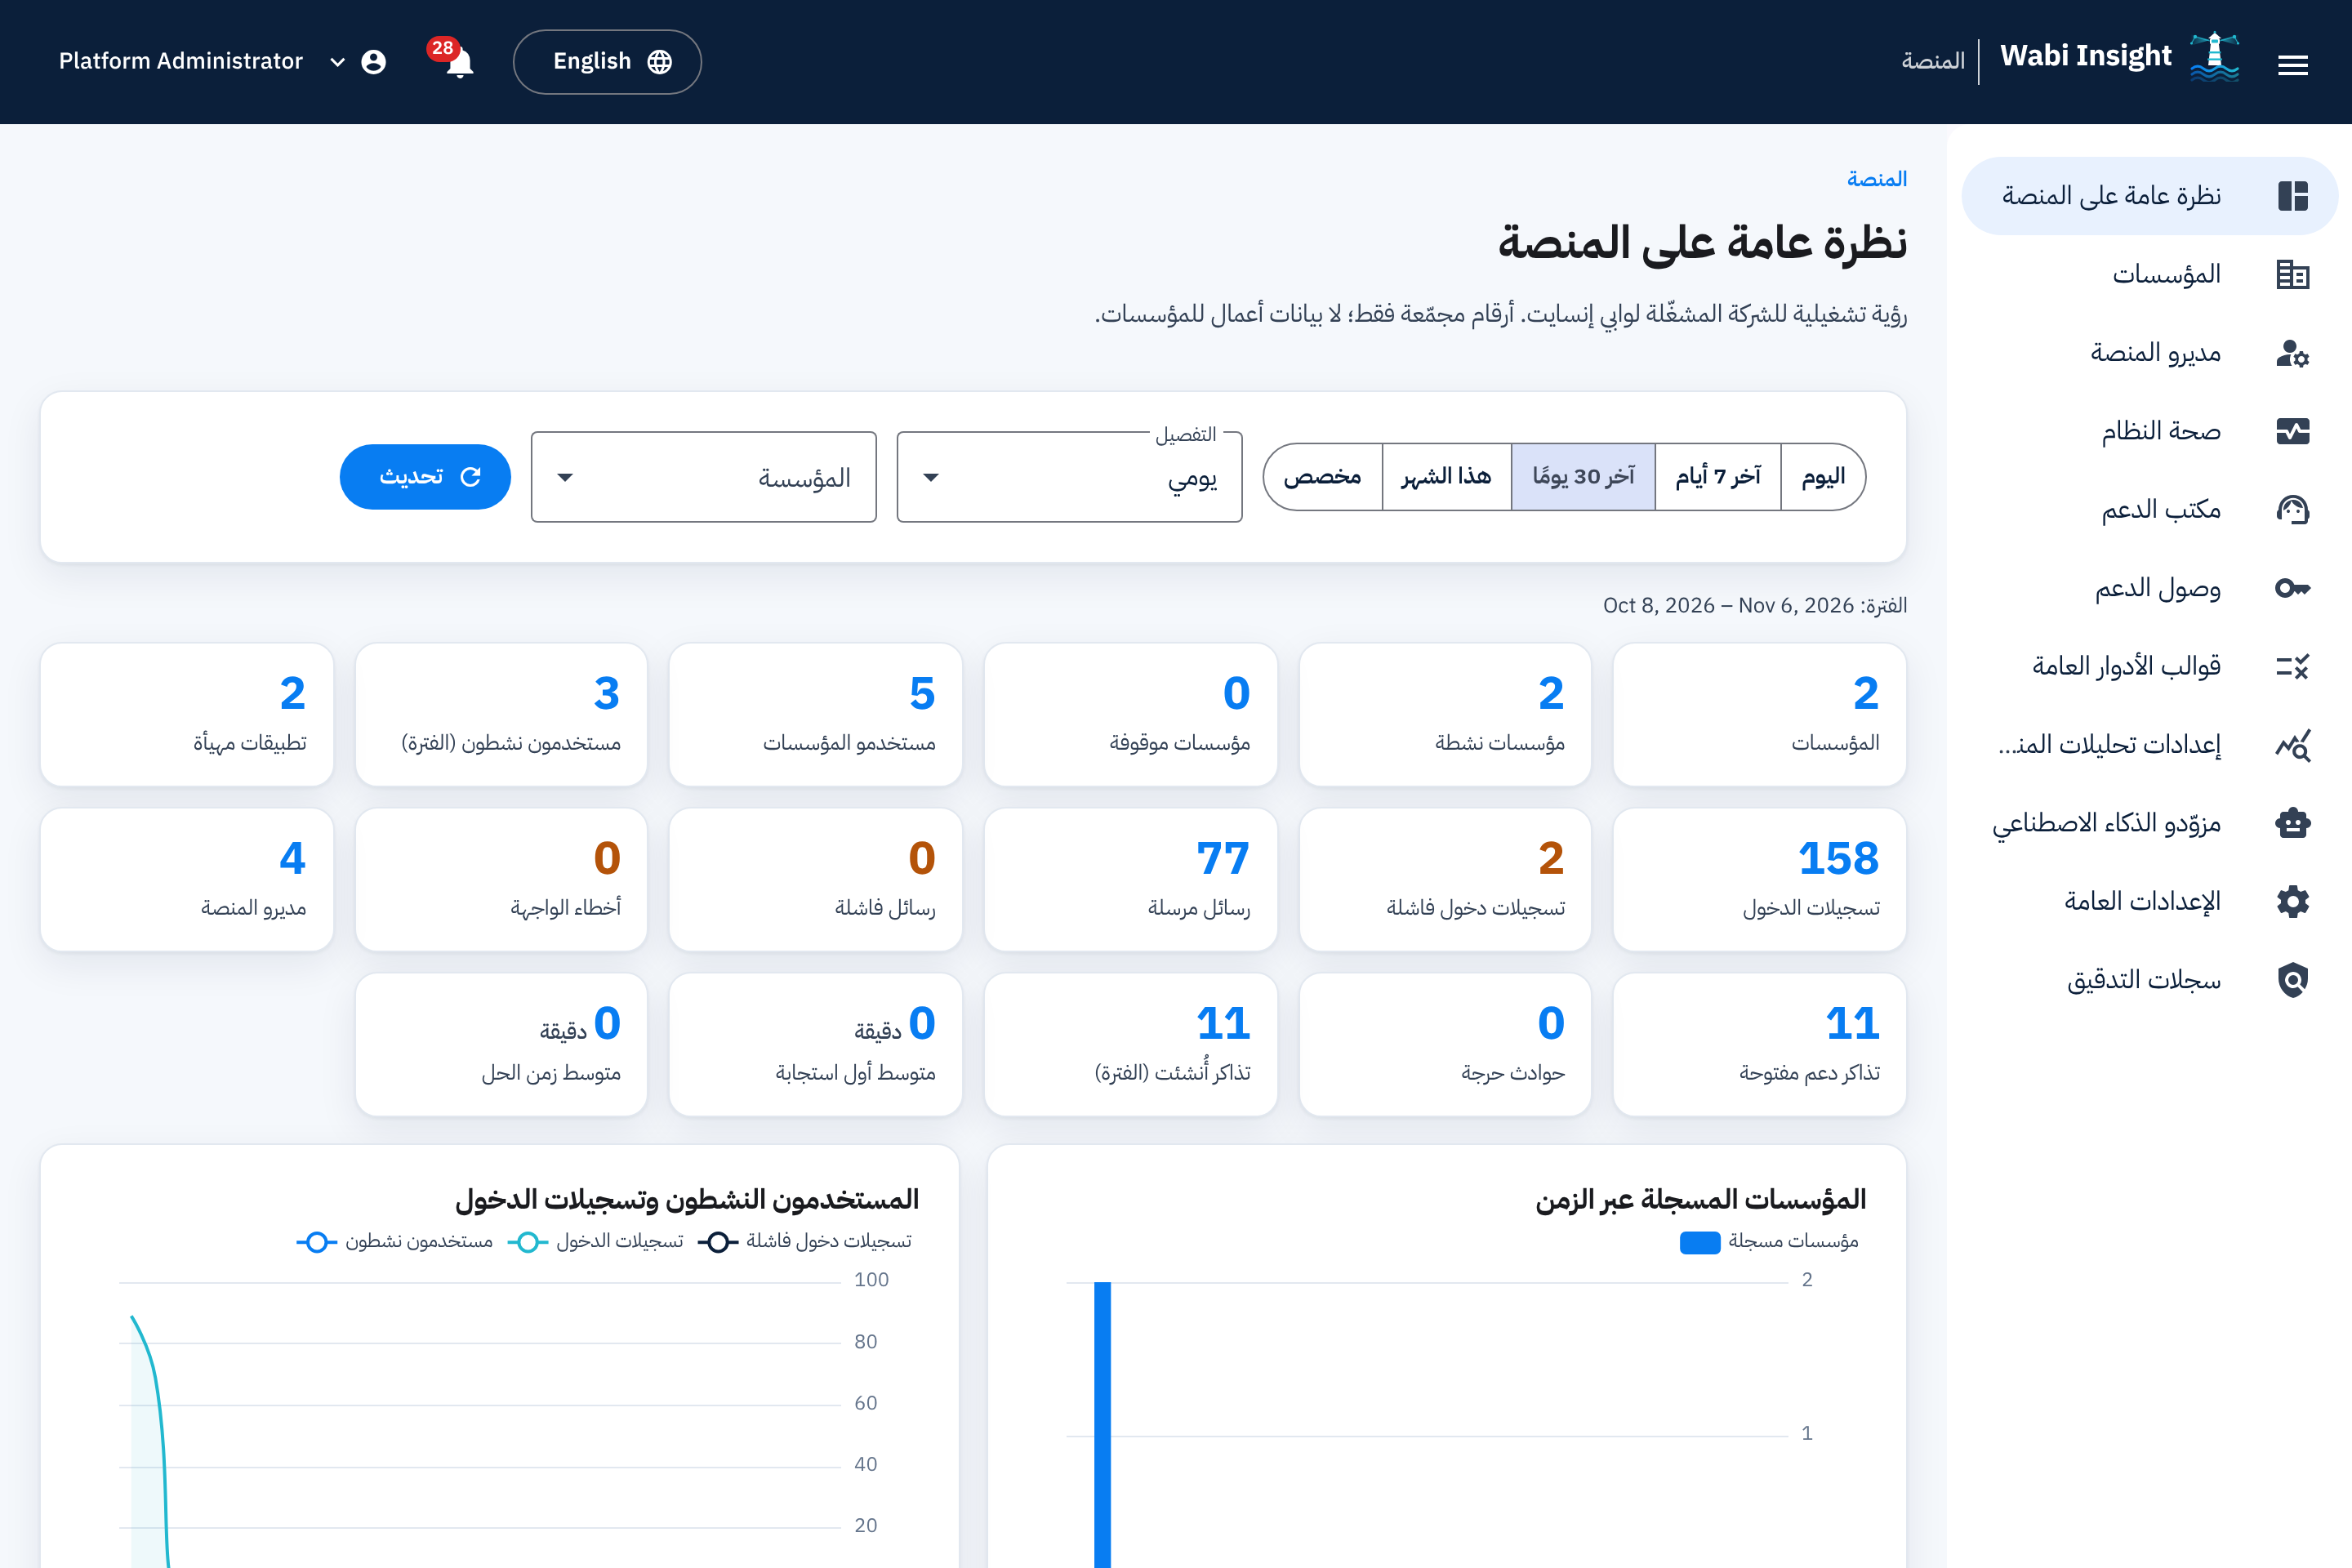 Wabi Insight
المنصة
English
28
Platform Administrator
نظرة عامة على المنصة
المؤسسات
مديرو المنصة
صحة النظام
مكتب الدعم
وصول الدعم
قوالب الأدوار العامة
إعدادات تحليلات المنـ...
مزوّدو الذكاء الاصطناعي
الإعدادات العامة
سجلات التدقيق
المنصة
نظرة عامة على المنصة
رؤية تشغيلية للشركة المشغّلة لوابي إنسايت. أرقام مجمّعة فقط؛ لا بيانات أعمال للمؤسسات.
اليوم
آخر 7 أيام
آخر 30 يومًا
هذا الشهر
مخصص
التفصيل
يومي
المؤسسة
تحديث
الفترة: Oct 8, 2026 – Nov 6, 2026
2
المؤسسات
2
مؤسسات نشطة
0
مؤسسات موقوفة
5
مستخدمو المؤسسات
3
مستخدمون نشطون (الفترة)
2
تطبيقات مهيأة
158
تسجيلات الدخول
2
تسجيلات دخول فاشلة
77
رسائل مرسلة
0
رسائل فاشلة
0
أخطاء الواجهة
4
مديرو المنصة
11
تذاكر دعم مفتوحة
0
حوادث حرجة
11
تذاكر أُنشئت (الفترة)
0 دقيقة
متوسط أول استجابة
0 دقيقة
متوسط زمن الحل
المؤسسات المسجلة عبر الزمن
مؤسسات مسجلة
2
1
المستخدمون النشطون وتسجيلات الدخول
تسجيلات دخول فاشلة
تسجيلات الدخول
مستخدمون نشطون
100
80
60
40
20